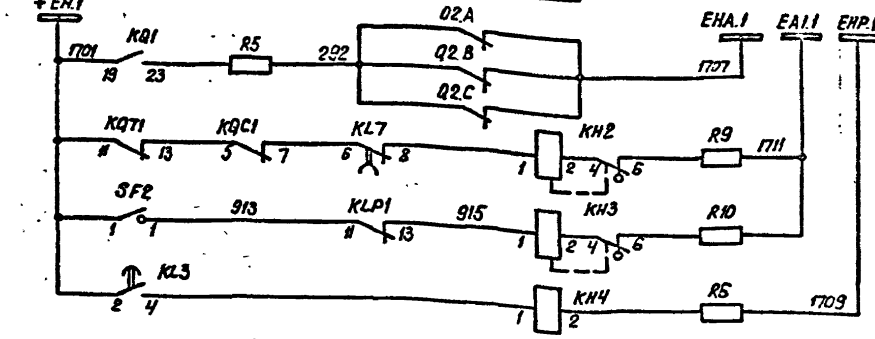 +EH.1
Q2.A
EHA.1 EA1.1 EHP.1
1701 KQ1 R5 292
19 23
Q2.B
1707
Q2.C
KQT1 KQC1 KL7 KH2 R9 1711
11 13 5 7 6 8 1 2 4 6
SF2 913 KLP1 915 KH3 R10
1 1 11 13 1 2 4 6
KL3 KH4 R6 1709
2 4 1 2